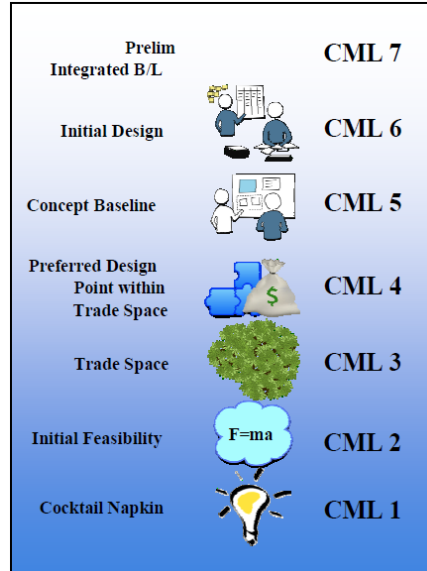 Prelim
Integrated B/L
CML 7
Initial Design
CML 6
Concept Baseline
CML 5
Preferred Design
Point within
Trade Space
$
CML 4
Trade Space
CML 3
Initial Feasibility
F=ma
CML 2
Cocktail Napkin
CML 1